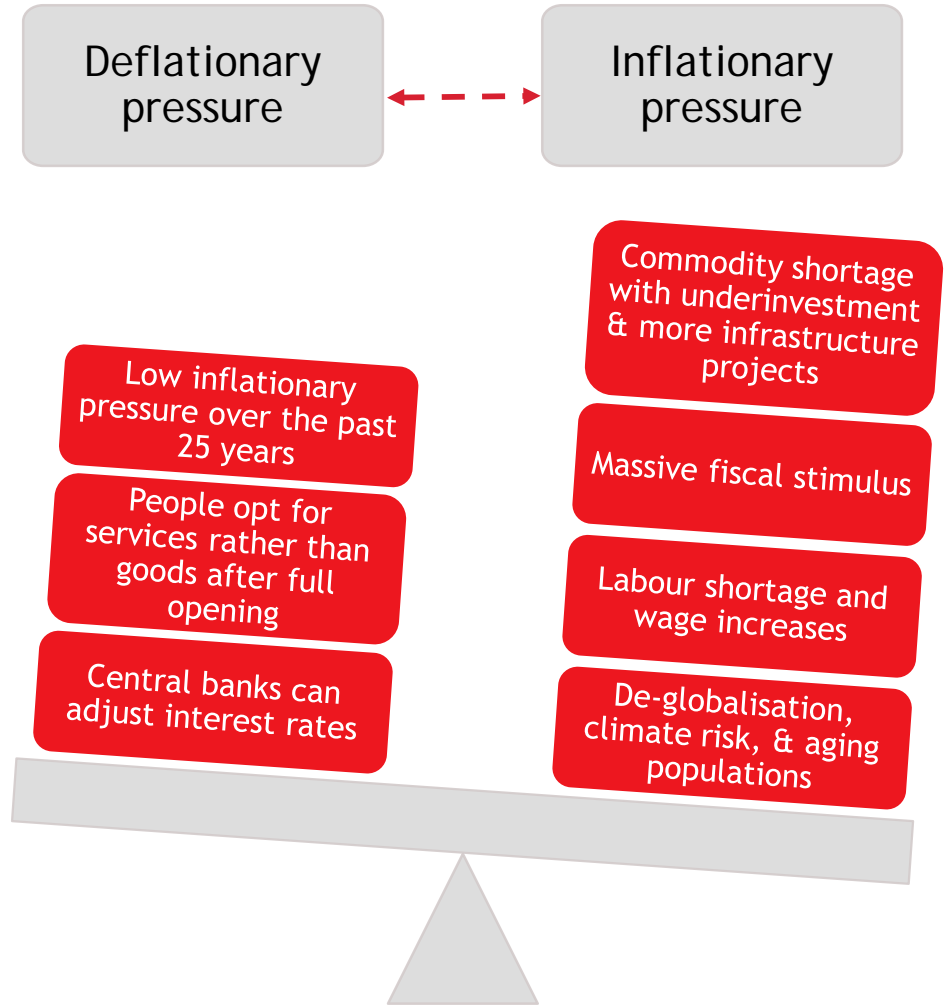 Deflationary
pressure
Inflationary
pressure
Low inflationary
pressure over the past
25 years
People opt for
services rather than
goods after full
opening
Central banks can
adjust interest rates
Commodity shortage
with underinvestment
& more infrastructure
projects
Massive fiscal stimulus
Labour shortage and
wage increases
De-globalisation,
climate risk, & aging
populations